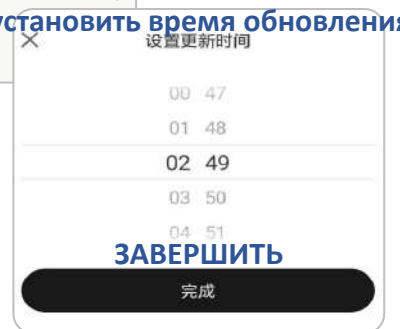 установить время обновления
设置更新时间
00 47
01 48
02 49
03 50
04 51
ЗАВЕРШИТЬ
完成